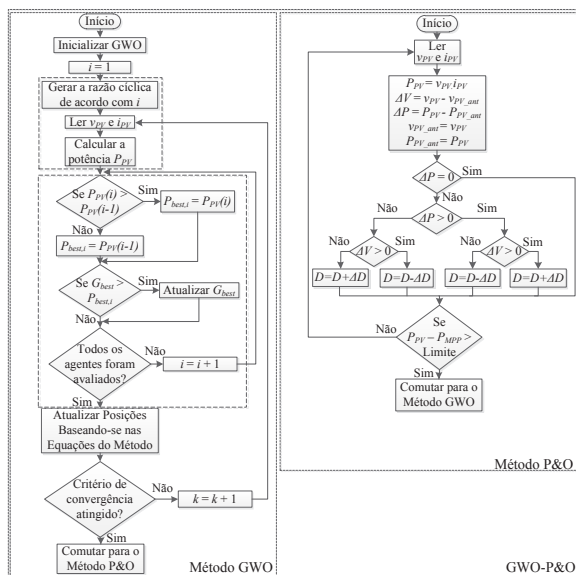 Início
Inicializar GWO
i = 1
Gerar a razão cíclica
de acordo com i
Ler vPV e iPV
Calcular a
potência PPV
Se PPV(i) >
PPV(i-1)
Sim
Pbest,i = PPV(i)
Não
Pbest,i = PPV(i-1)
Se Gbest >
Pbest,i
Sim
Atualizar Gbest
Não
Todos os
agentes foram
avaliados?
Não
i = i + 1
Sim
Atualizar Posições
Baseando-se nas
Equações do Método
Critério de
convergência
atingido?
Não
k = k + 1
Sim
Comutar para o
Método P&O
Método GWO
Início
Ler
vPV e iPV
PPV = vPV iPV
ΔV = vPV - vPV_ant
ΔP = PPV - PPV_ant
vPV_ant = vPV
PPV_ant = PPV
ΔP = 0
Sim
Não
ΔP > 0
Não
Sim
Não
ΔV > 0
Sim
Não
ΔV > 0
Sim
D=D+ΔD
D=D-ΔD
D=D-ΔD
D=D+ΔD
Não
Se
PPV – PMPP >
Limite
Sim
Comutar para o
Método GWO
Método P&O
GWO-P&O